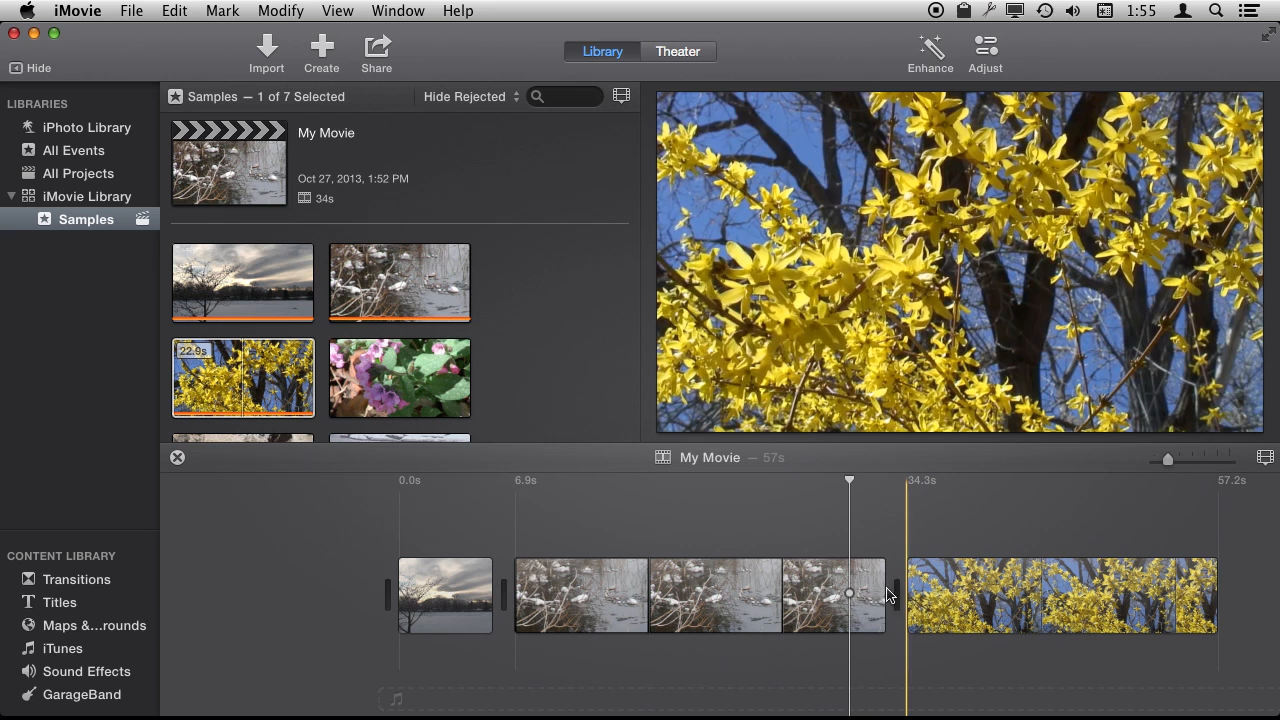 iMovie File Edit Mark Modify View Window Help 1:55
Hide Import Create Share Library Theater Enhance Adjust
LIBRARIES
iPhoto Library
All Events
All Projects
iMovie Library
Samples
Samples — 1 of 7 Selected Hide Rejected
My Movie
Oct 27, 2013, 1:52 PM
34s
22.9s
My Movie — 57s
0.0s 6.9s 34.3s 57.2s
CONTENT LIBRARY
Transitions
Titles
Maps &...rounds
iTunes
Sound Effects
GarageBand